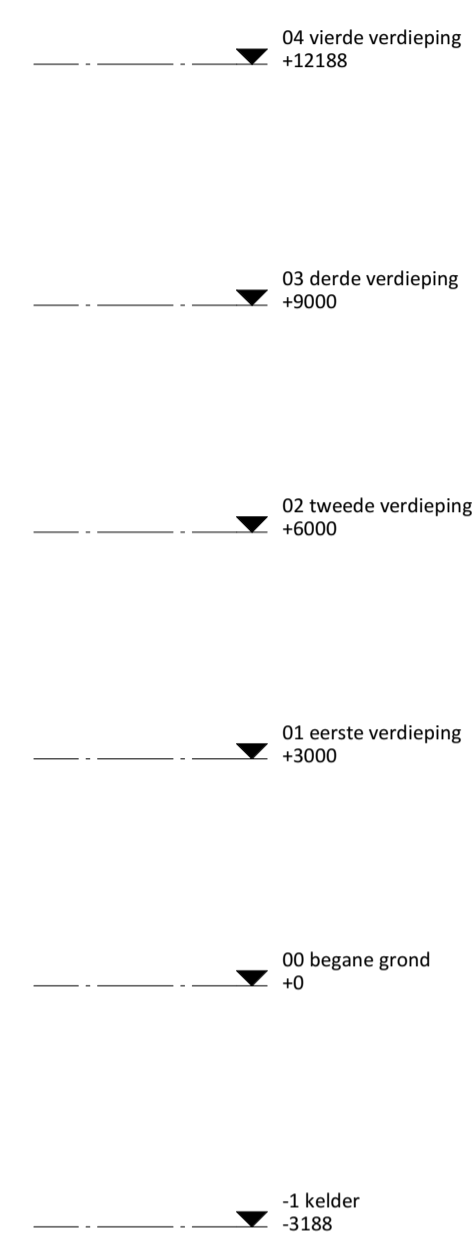 04 vierde verdieping
+12188
03 derde verdieping
+9000
02 tweede verdieping
+6000
01 eerste verdieping
+3000
00 begane grond
+0
-1 kelder
-3188